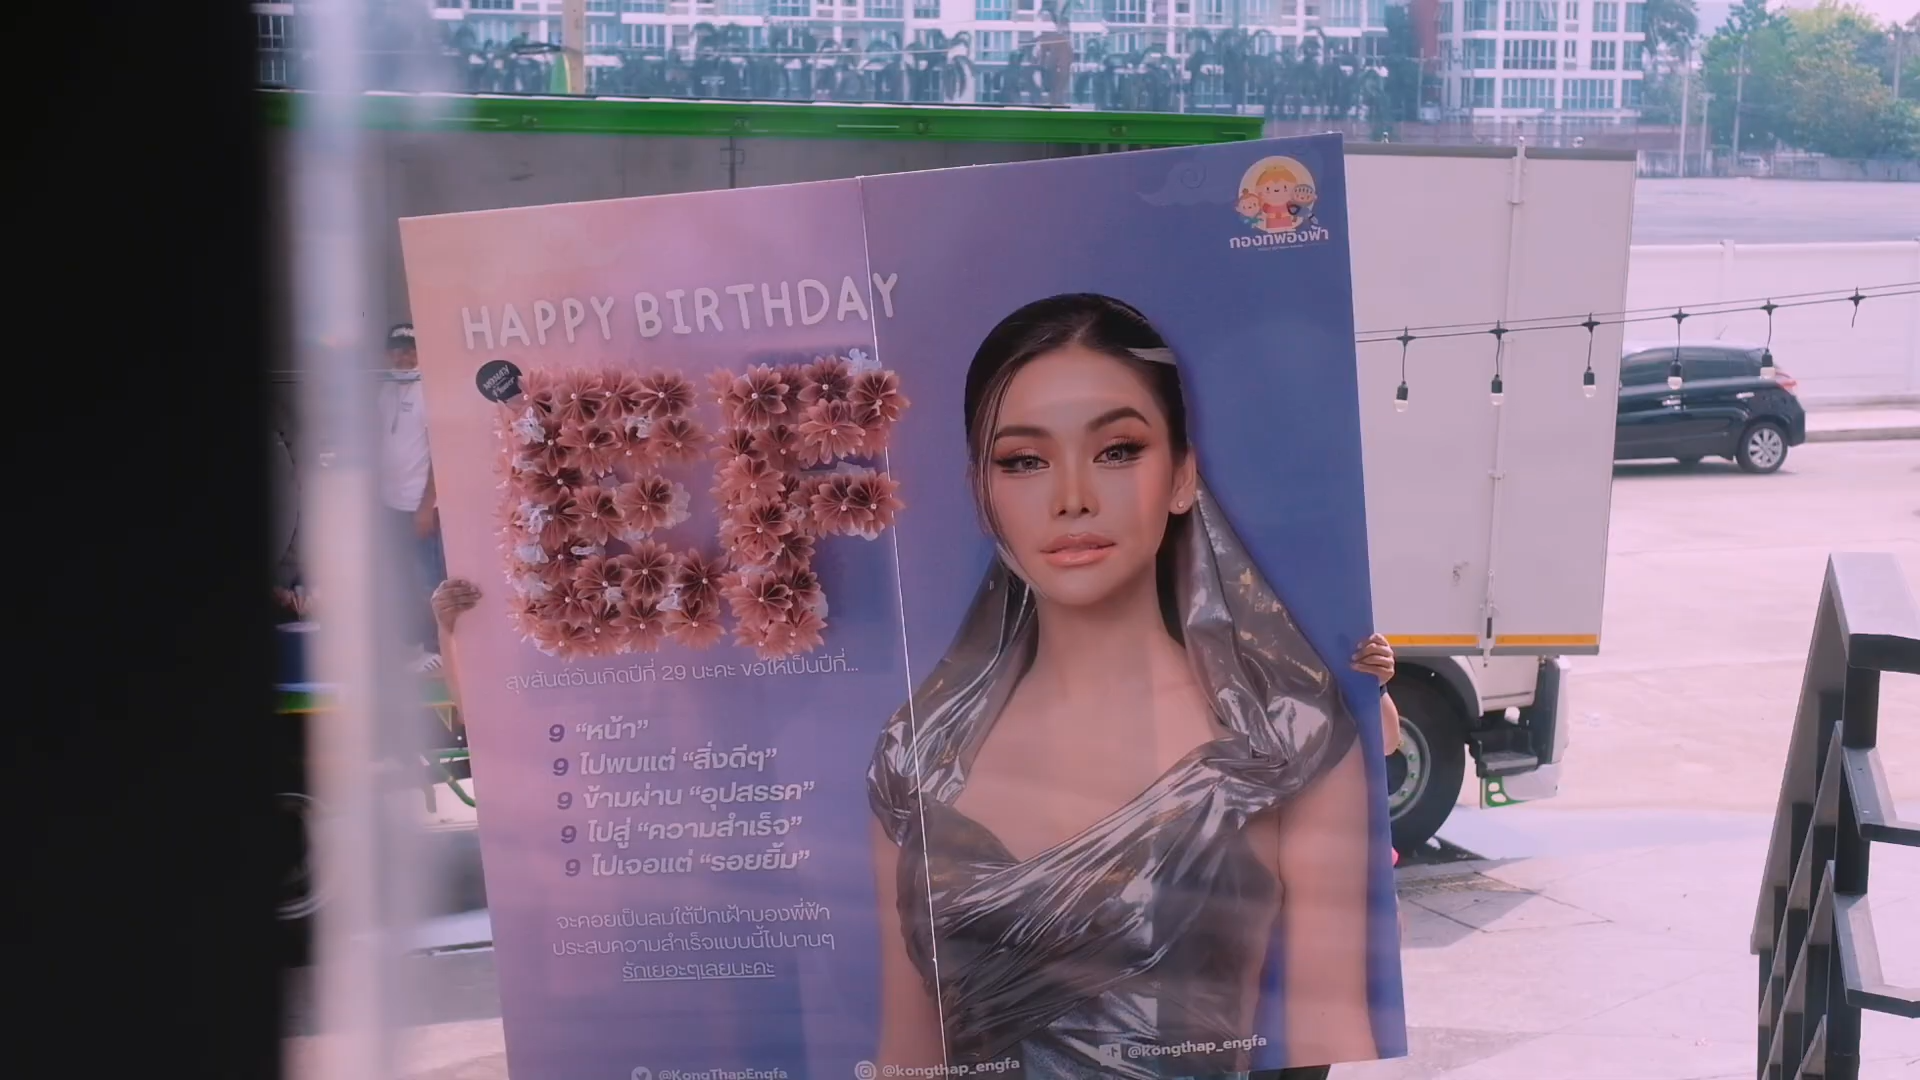 กองทัพอิงฟ้า
HAPPY BIRTHDAY
EF
สุขสันต์วันเกิดปีที่ 29 นะคะ ขอให้เป็นปีที่...
9 “หน้า”
9 ไปพบแต่ “สิ่งดีๆ”
9 ข้ามผ่าน “อุปสรรค”
9 ไปสู่ “ความสำเร็จ”
9 ไปเจอแต่ “รอยยิ้ม”
จะคอยเป็นลมใต้ปีกเฝ้ามองพี่ฟ้า
ประสบความสำเร็จแบบนี้ไปนานๆ
รักเยอะๆเลยนะคะ
@KongThapEngfa
@kongthap_engfa
@kongthap_engfa